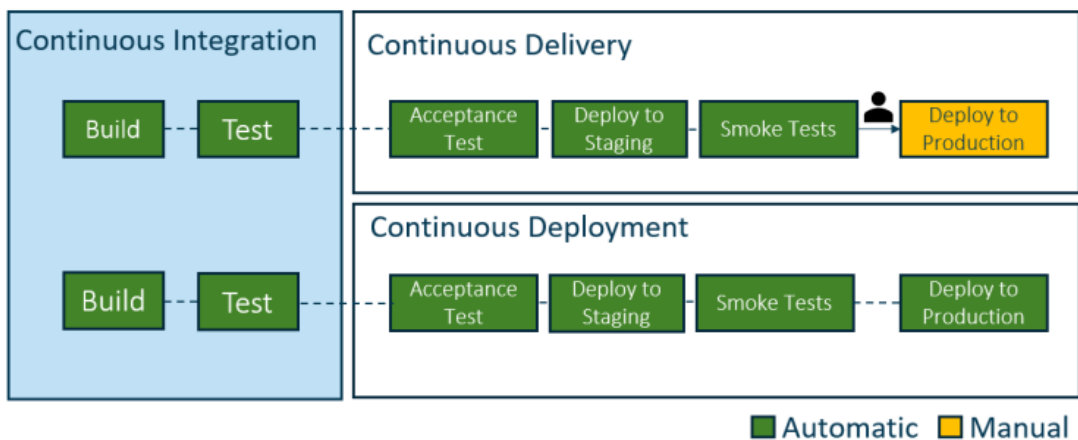 Continuous Integration
Continuous Delivery
Build
Test
Acceptance
Test
Deploy to
Staging
Smoke Tests
Deploy to
Production
Continuous Deployment
Build
Test
Acceptance
Test
Deploy to
Staging
Smoke Tests
Deploy to
Production
Automatic
Manual